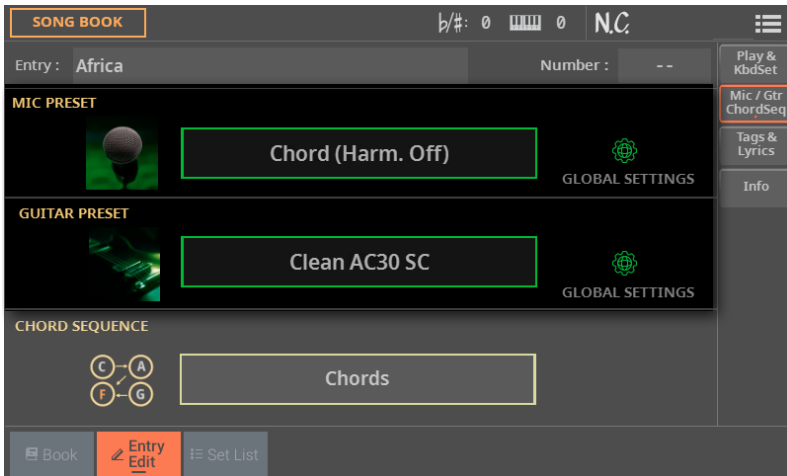 SONG BOOK
♭/#: 0 0 N.C.
Entry : Africa Number : --
Play & KbdSet
MIC PRESET
Mic / Gtr ChordSeq
Chord (Harm. Off)
GLOBAL SETTINGS
Tags & Lyrics
Info
GUITAR PRESET
Clean AC30 SC
GLOBAL SETTINGS
CHORD SEQUENCE
C A
F G
Chords
Book
Entry Edit
Set List